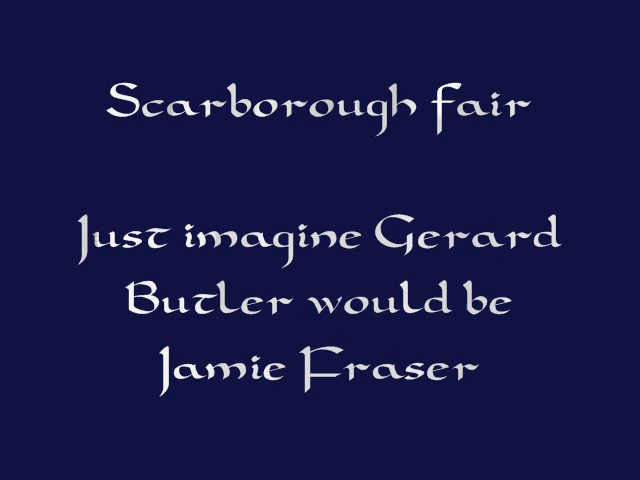 Scarborough Fair
Just imagine Gerard
Butler would be
Jamie Fraser